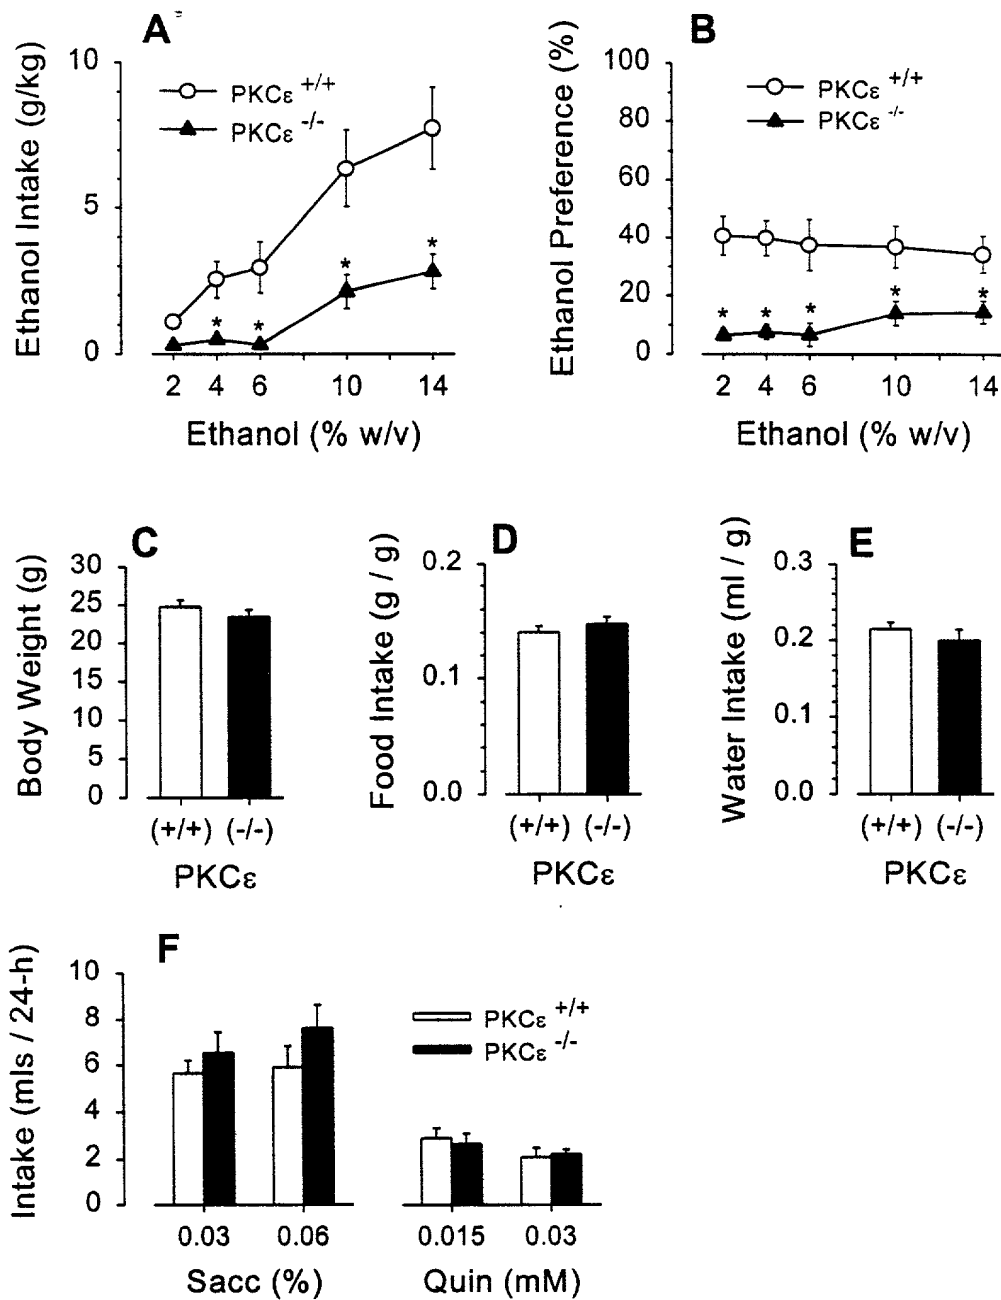 A
Ethanol Intake (g/kg)
10
5
0
PKCε +/+
PKCε -/-
*
*
*
*
2 4 6 10 14
Ethanol (% w/v)
B
Ethanol Preference (%)
100
80
60
40
20
0
PKCε +/+
PKCε -/-
*
*
*
*
*
2 4 6 10 14
Ethanol (% w/v)
C
Body Weight (g)
30
25
20
15
10
5
0
(+/+) (-/-)
PKCε
D
Food Intake (g / g)
0.2
0.1
0.0
(+/+) (-/-)
PKCε
E
Water Intake (ml / g)
0.3
0.2
0.1
0.0
(+/+) (-/-)
PKCε
F
Intake (mls / 24-h)
10
8
6
4
2
0
PKCε +/+
PKCε -/-
0.03 0.06
Sacc (%)
0.015 0.03
Quin (mM)